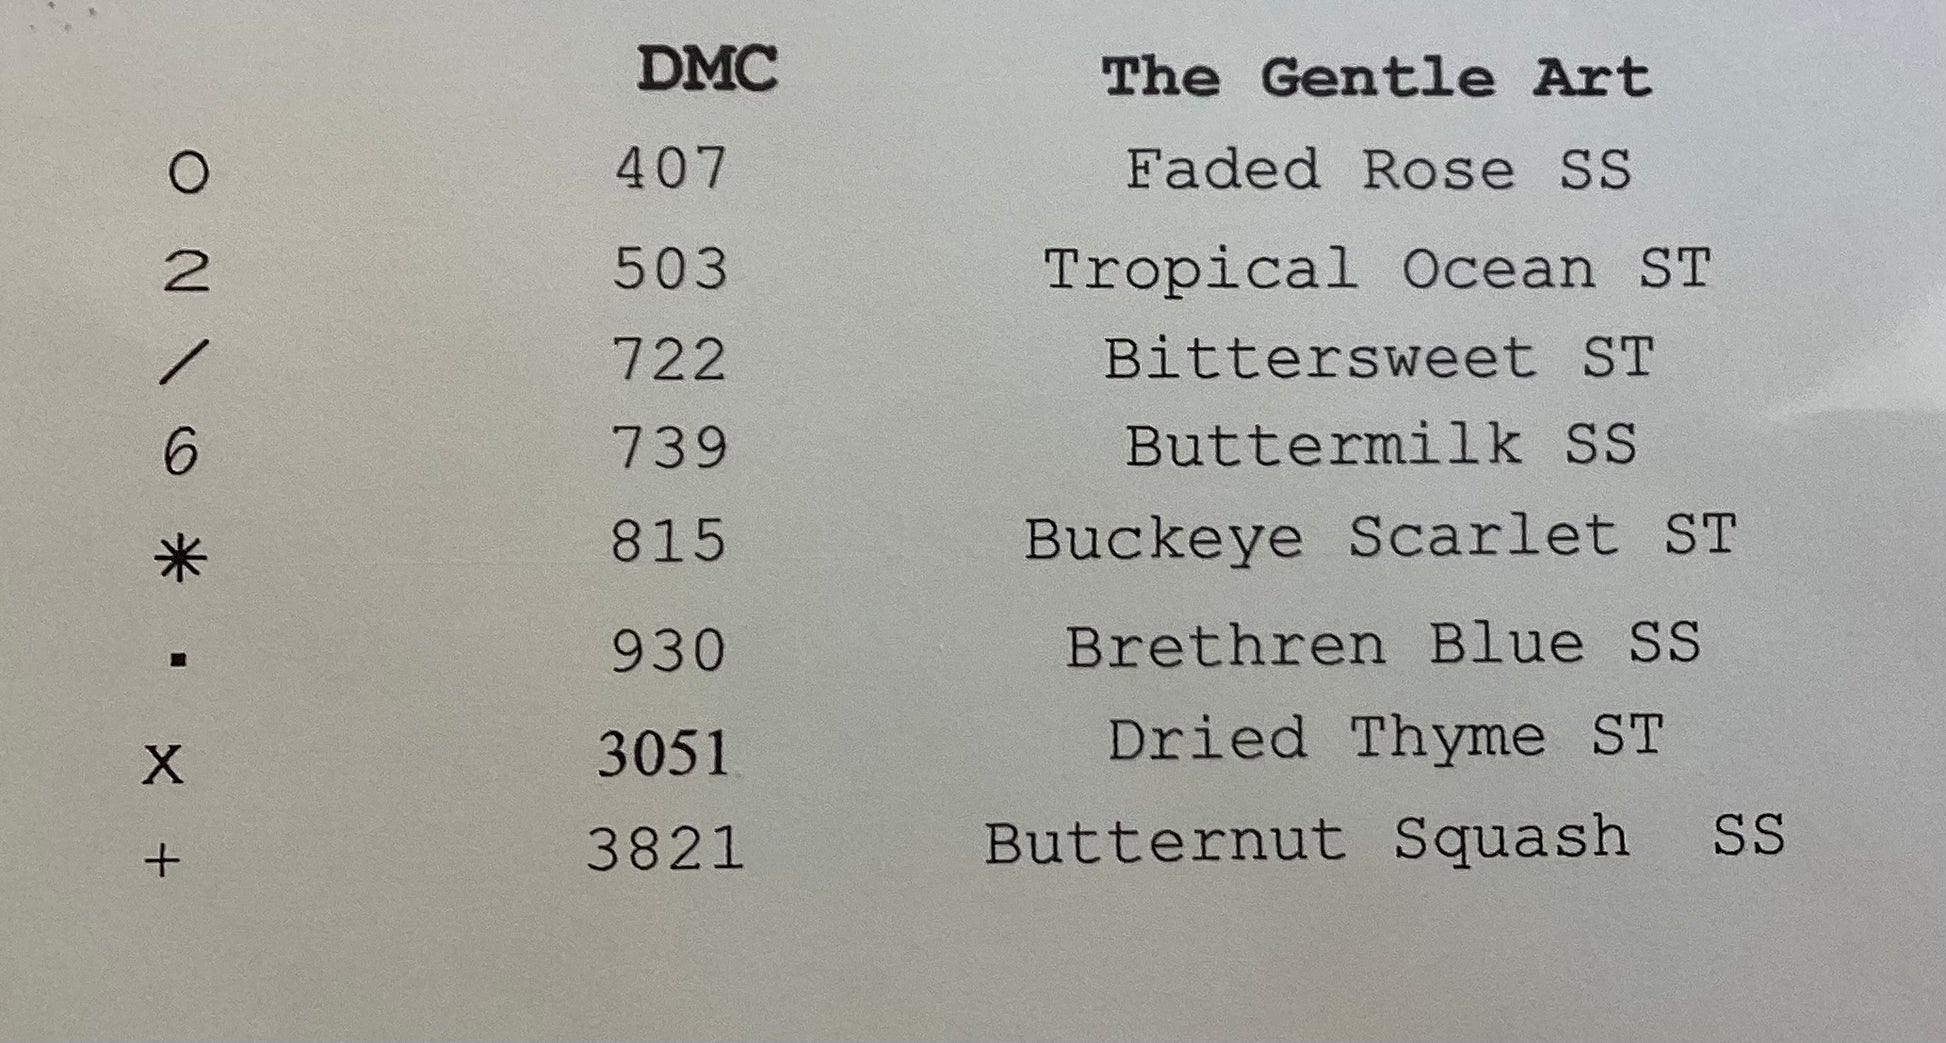 DMC The Gentle Art
O 407 Faded Rose SS
2 503 Tropical Ocean ST
/ 722 Bittersweet ST
6 739 Buttermilk SS
* 815 Buckeye Scarlet ST
▪ 930 Brethren Blue SS
x 3051 Dried Thyme ST
+ 3821 Butternut Squash SS